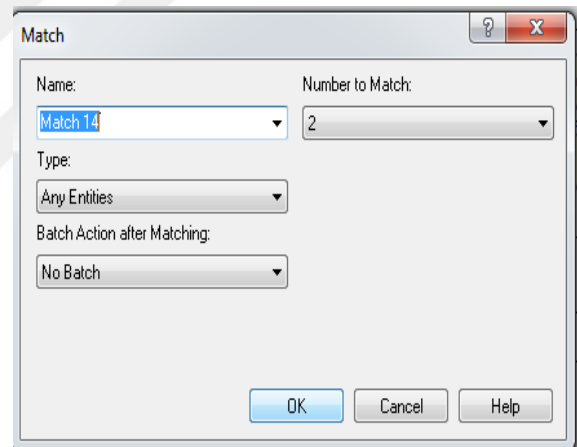 Match
Name:
Number to Match:
Match 14
2
Type:
Any Entities
Batch Action after Matching:
No Batch
OK
Cancel
Help